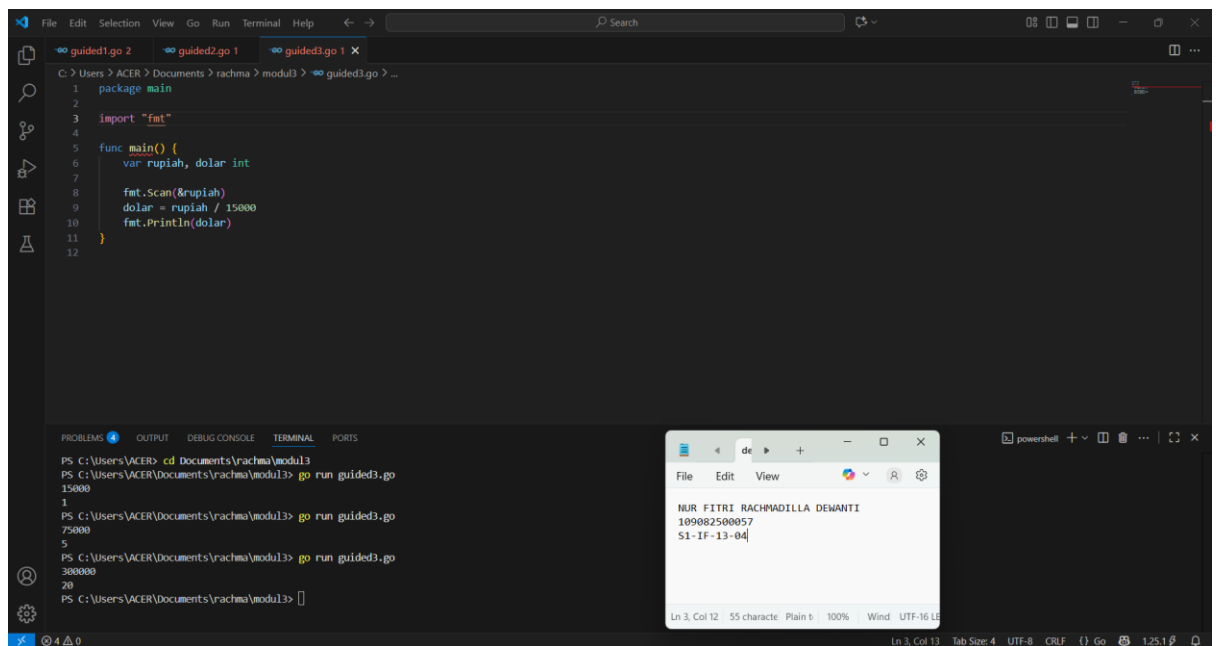 File Edit Selection View Go Run Terminal Help
Search
guided1.go 2 guided2.go 1 guided3.go 1
C: > Users > ACER > Documents > rachma > modul3 > guided3.go > ...
1 package main
2
3 import "fmt"
4
5 func main() {
6 var rupiah, dolar int
7
8 fmt.Scan(&rupiah)
9 dolar = rupiah / 15000
10 fmt.Println(dolar)
11 }
12
PROBLEMS 4 OUTPUT DEBUG CONSOLE TERMINAL PORTS
powershell
PS C:\Users\ACER> cd Documents\rachma\modul3
PS C:\Users\ACER\Documents\rachma\modul3> go run guided3.go
15000
1
PS C:\Users\ACER\Documents\rachma\modul3> go run guided3.go
75000
5
PS C:\Users\ACER\Documents\rachma\modul3> go run guided3.go
300000
20
PS C:\Users\ACER\Documents\rachma\modul3>
de
File Edit View
NUR FITRI RACHMADILLA DEWANTI
109082500057
S1-IF-13-04
Ln 3, Col 12 55 characte Plain t 100% Wind UTF-16 LE
4 0
Ln 3, Col 13 Tab Size: 4 UTF-8 CRLF {} Go 1.25.1